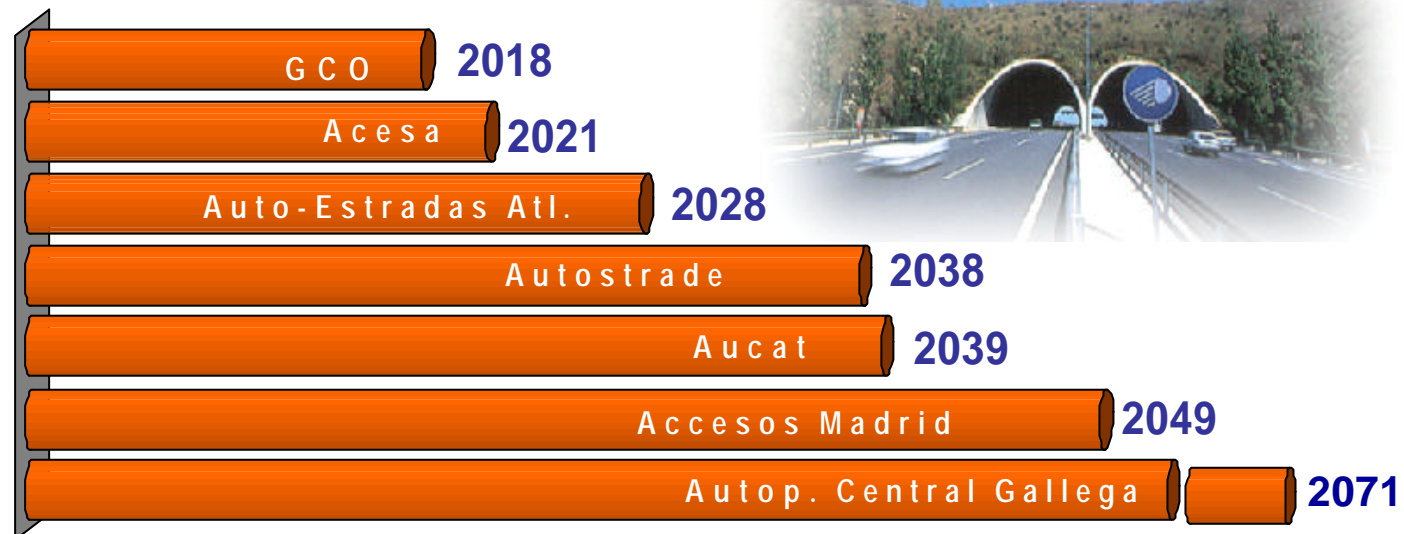 GCO 2018
Acesa 2021
Auto-Estradas Atl. 2028
Autostrade 2038
Aucat 2039
Accesos Madrid 2049
Autop. Central Gallega 2071